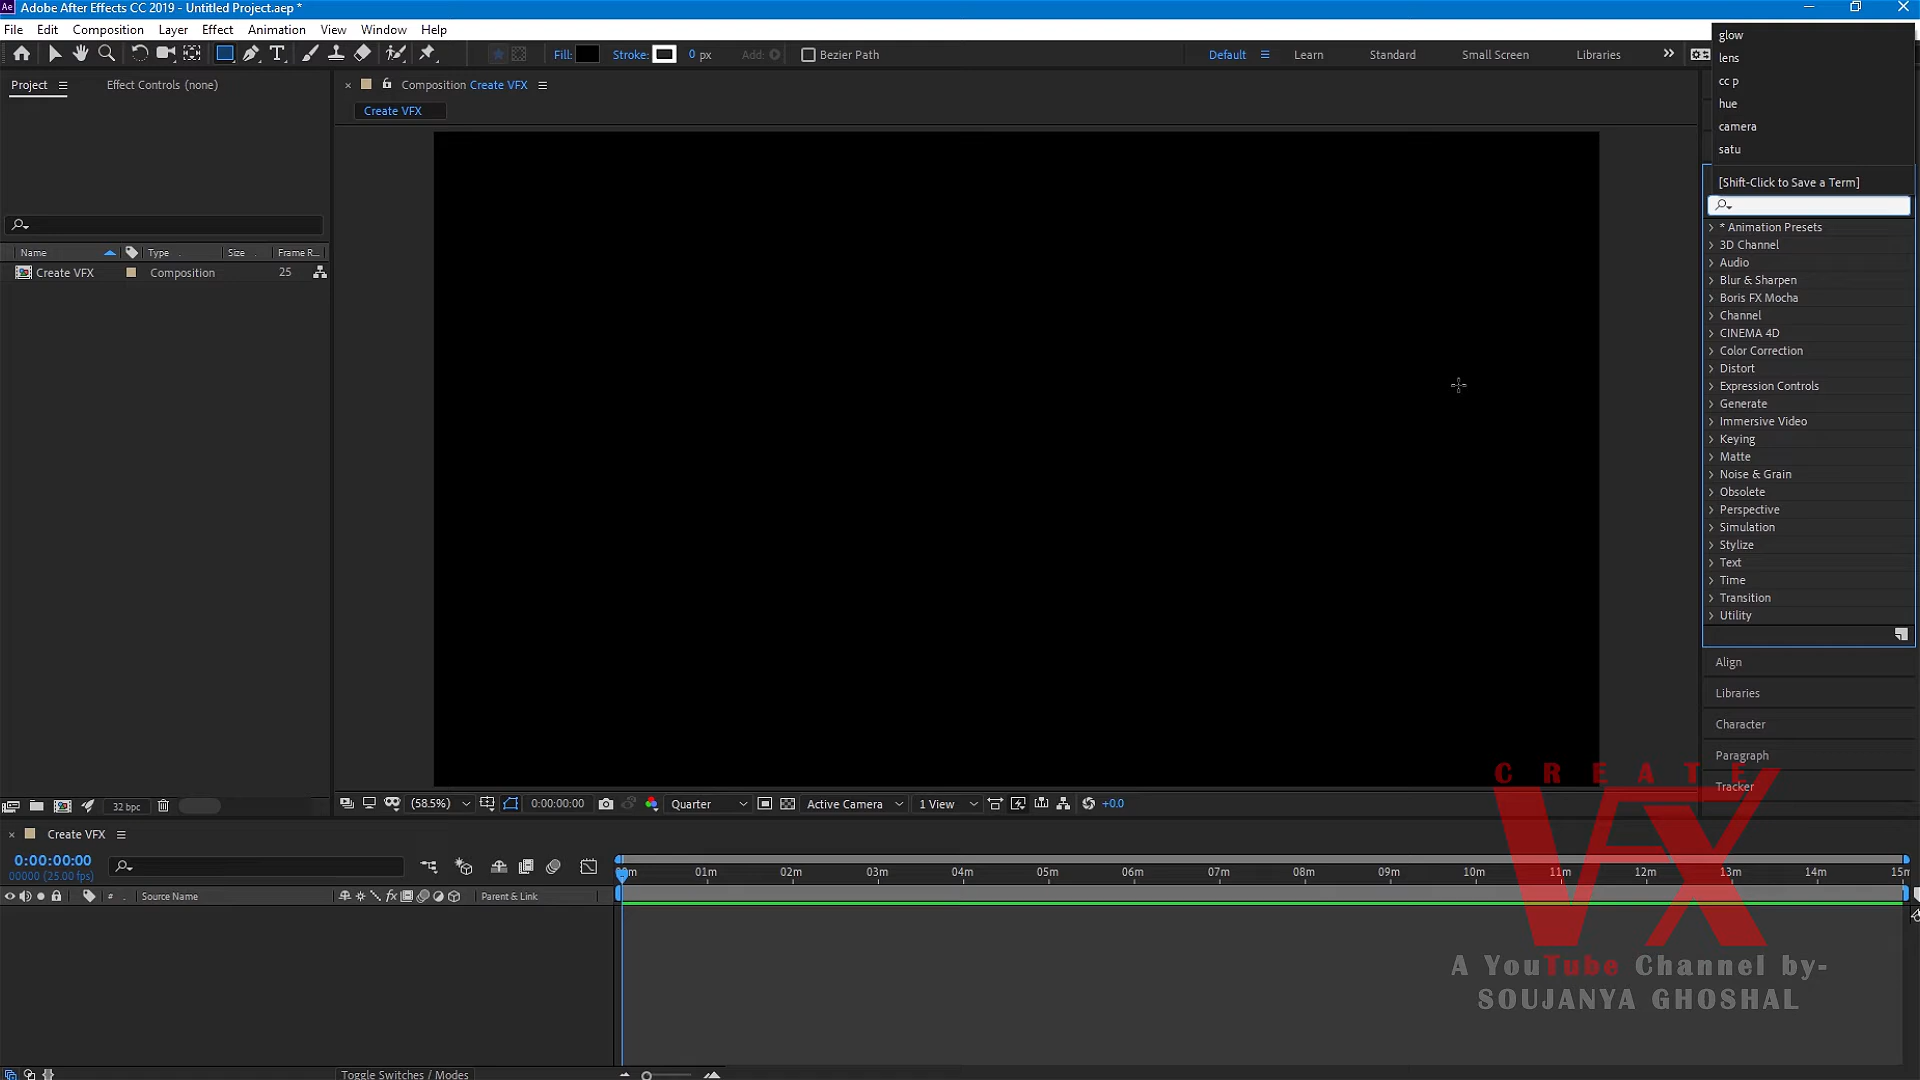 Adobe After Effects CC 2019 - Untitled Project.aep *
File Edit Composition Layer Effect Animation View Window Help
Fill: Stroke: 0 px Add: Bezier Path Default Learn Standard Small Screen Libraries
glow
lens
cc p
hue
camera
satu
[Shift-Click to Save a Term]
Project Effect Controls (none)
Composition Create VFX
Create VFX
Name Type Size Frame R...
Create VFX Composition 25
* Animation Presets
3D Channel
Audio
Blur & Sharpen
Boris FX Mocha
Channel
CINEMA 4D
Color Correction
Distort
Expression Controls
Generate
Immersive Video
Keying
Matte
Noise & Grain
Obsolete
Perspective
Simulation
Stylize
Text
Time
Transition
Utility
Align
Libraries
Character
Paragraph
Tracker
32 bpc
(58.5%) 0:00:00:00 Quarter Active Camera 1 View +0.0
Create VFX
0:00:00:00
00000 (25.00 fps)
# Source Name Parent & Link
01m 02m 03m 04m 05m 06m 07m 08m 09m 10m 11m 12m 13m 14m 15m
Toggle Switches / Modes
CREATE
VFX
A YouTube Channel by-
SOUJANYA GHOSHAL